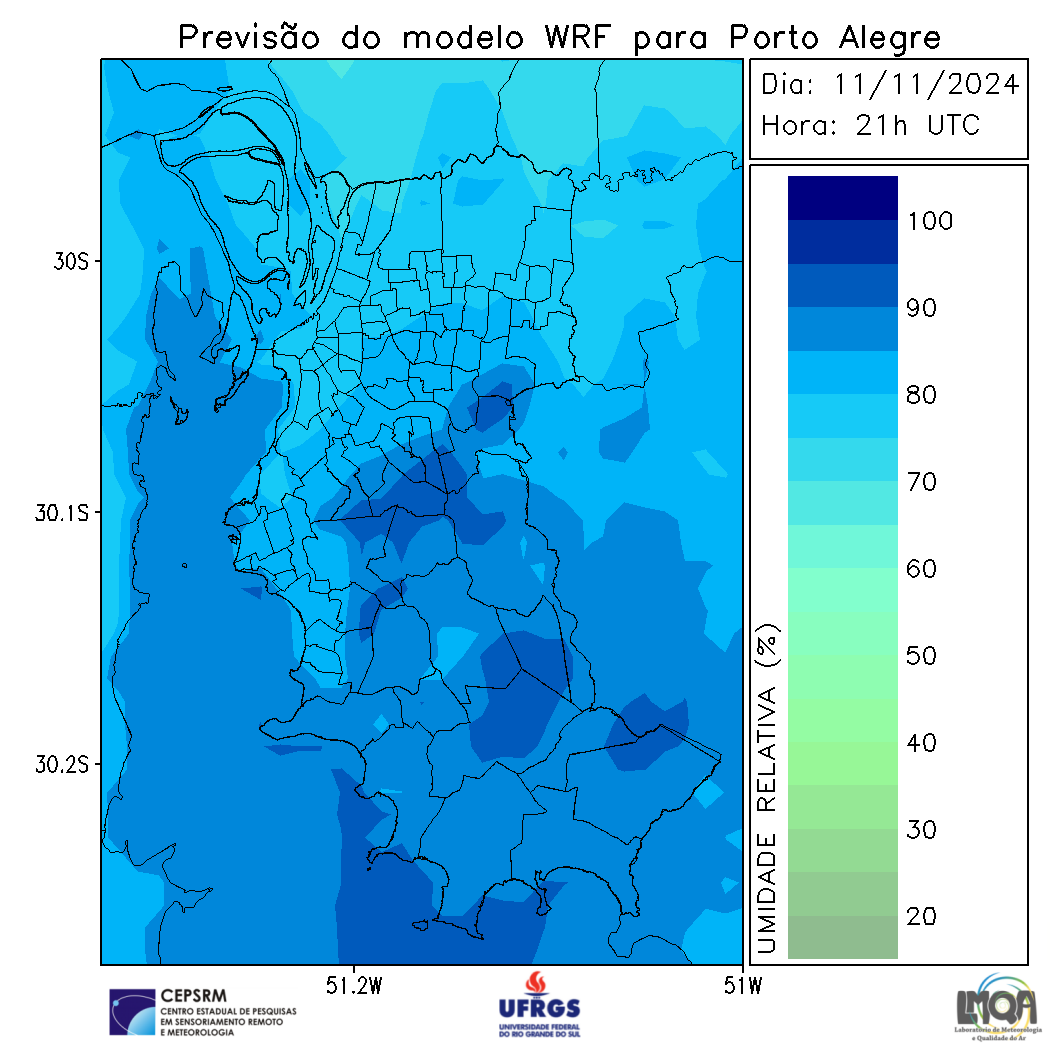 Previsão do modelo WRF para Porto Alegre
Dia: 11/11/2024
Hora: 21h UTC
30S
30.1S
30.2S
51.2W
51W
100
90
80
70
60
50
40
30
20
UMIDADE RELATIVA (%)
CEPSRM
CENTRO ESTADUAL DE PESQUISAS
EM SENSORIAMENTO REMOTO
E METEOROLOGIA
UFRGS
UNIVERSIDADE FEDERAL
DO RIO GRANDE DO SUL
LMQA
Laboratório de Meteorologia
e Qualidade do Ar